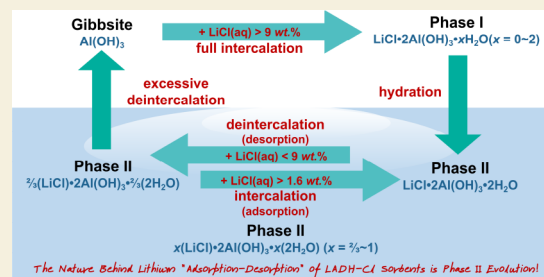 Gibbsite
Al(OH)₃
+ LiCl(aq) > 9 wt.%
full intercalation
Phase I
LiCl•2Al(OH)₃•xH₂O(x = 0~2)
excessive
deintercalation
hydration
deintercalation
(desorption)
+ LiCl(aq) < 9 wt.%
Phase II
⅔(LiCl)•2Al(OH)₃•⅔(2H₂O)
+ LiCl(aq) > 1.6 wt.%
intercalation
(adsorption)
Phase II
LiCl•2Al(OH)₃•2H₂O
Phase II
x(LiCl)•2Al(OH)₃•x(2H₂O) (x = ⅔~1)
The Nature Behind Lithium "Adsorption-Desorption" of LADH-Cl Sorbents is Phase II Evolution!